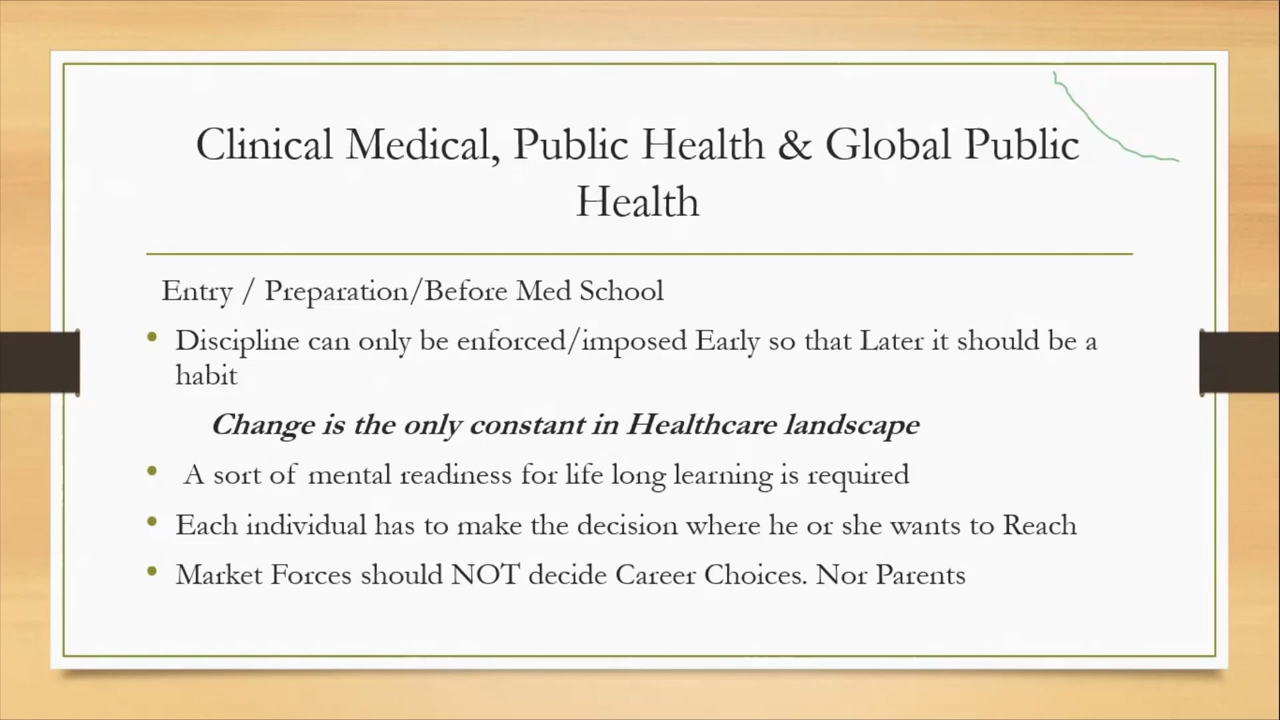 Clinical Medical, Public Health & Global Public
Health
Entry / Preparation/Before Med School
• Discipline can only be enforced/imposed Early so that Later it should be a
habit
Change is the only constant in Healthcare landscape
• A sort of mental readiness for life long learning is required
• Each individual has to make the decision where he or she wants to Reach
• Market Forces should NOT decide Career Choices. Nor Parents